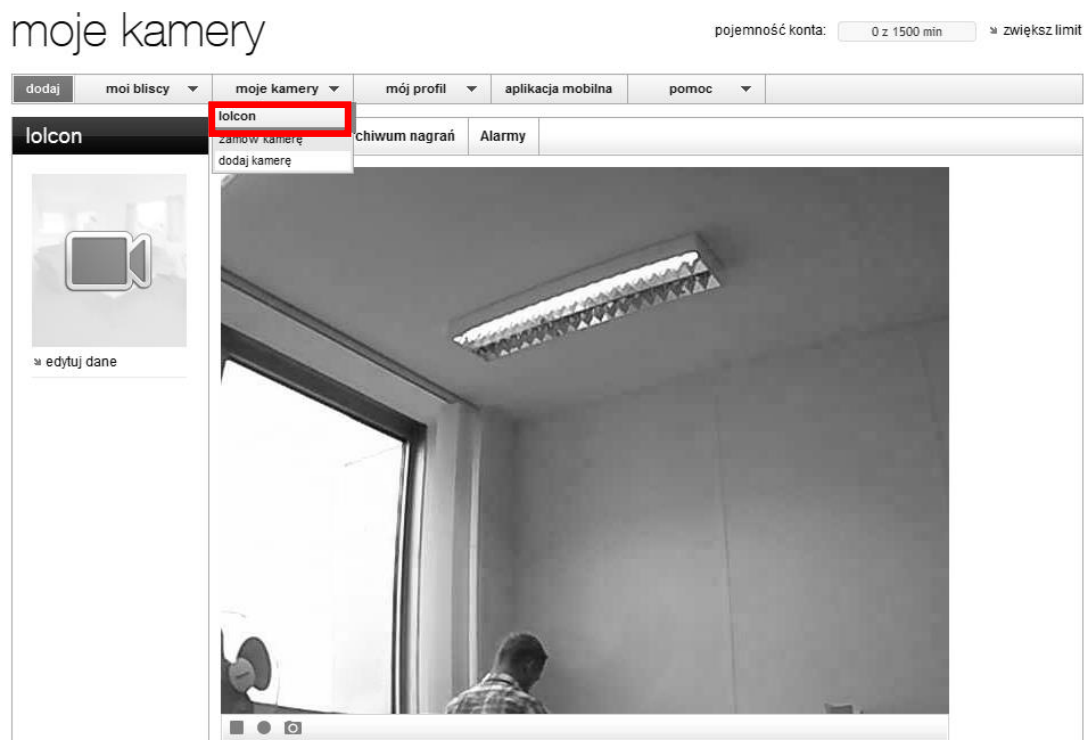 moje kamery
pojemność konta: 0 z 1500 min zwiększ limit
dodaj moi bliscy moje kamery mój profil aplikacja mobilna pomoc
lolcon
lolcon chiwum nagrań Alarmy
zamów kamerę
dodaj kamerę
edytuj dane